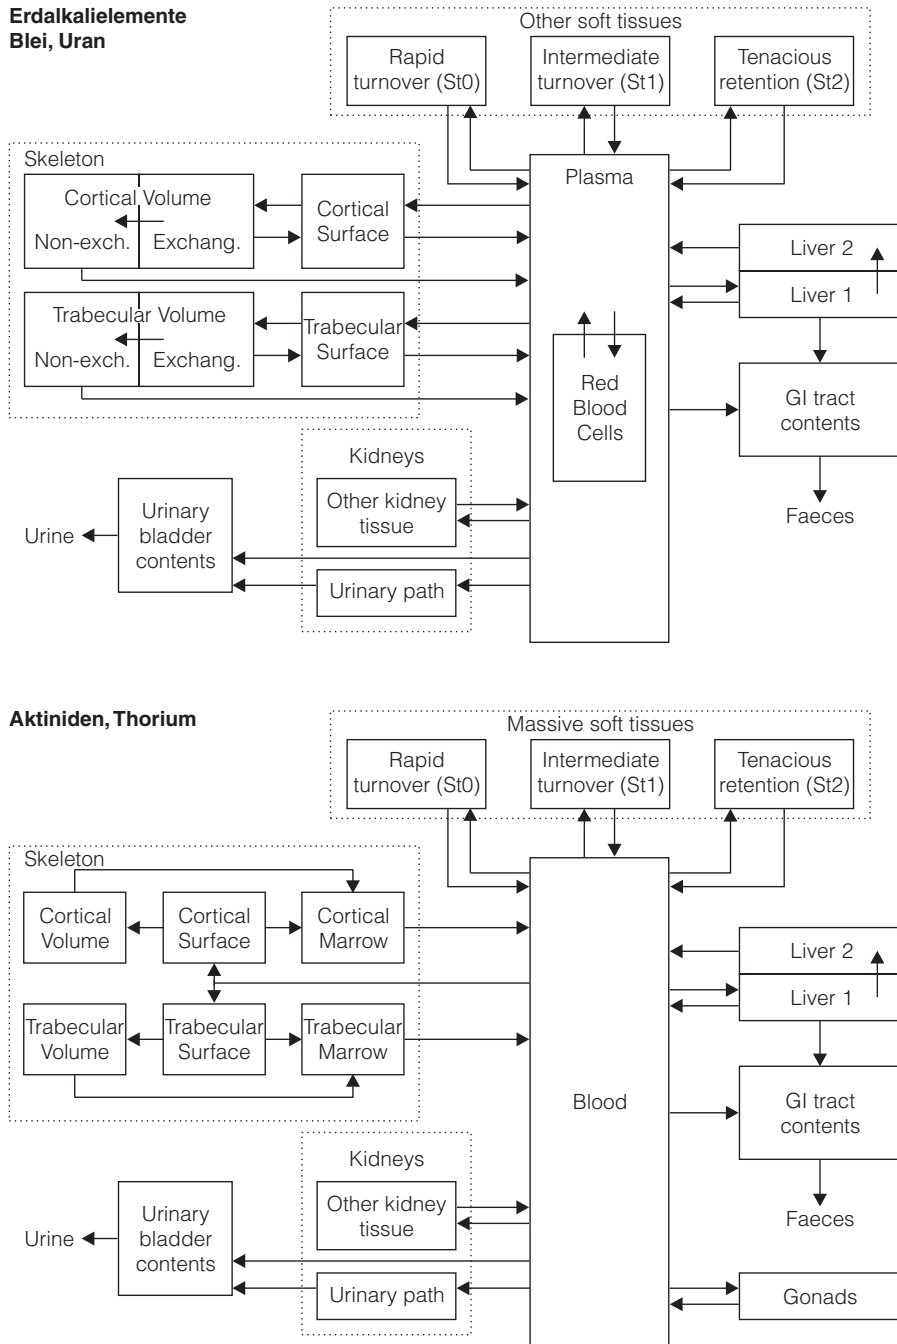 Erdalkalielemente
Blei, Uran
Other soft tissues
Rapid
turnover (St0)
Intermediate
turnover (St1)
Tenacious
retention (St2)
Skeleton
Cortical Volume
Non-exch.
Exchang.
Cortical
Surface
Trabecular Volume
Non-exch.
Exchang.
Trabecular
Surface
Plasma
Red
Blood
Cells
Liver 2
Liver 1
GI tract
contents
Faeces
Kidneys
Other kidney
tissue
Urinary path
Urinary
bladder
contents
Urine
Aktiniden, Thorium
Massive soft tissues
Rapid
turnover (St0)
Intermediate
turnover (St1)
Tenacious
retention (St2)
Skeleton
Cortical
Volume
Cortical
Surface
Cortical
Marrow
Trabecular
Volume
Trabecular
Surface
Trabecular
Marrow
Blood
Liver 2
Liver 1
GI tract
contents
Faeces
Kidneys
Other kidney
tissue
Urinary path
Urinary
bladder
contents
Urine
Gonads